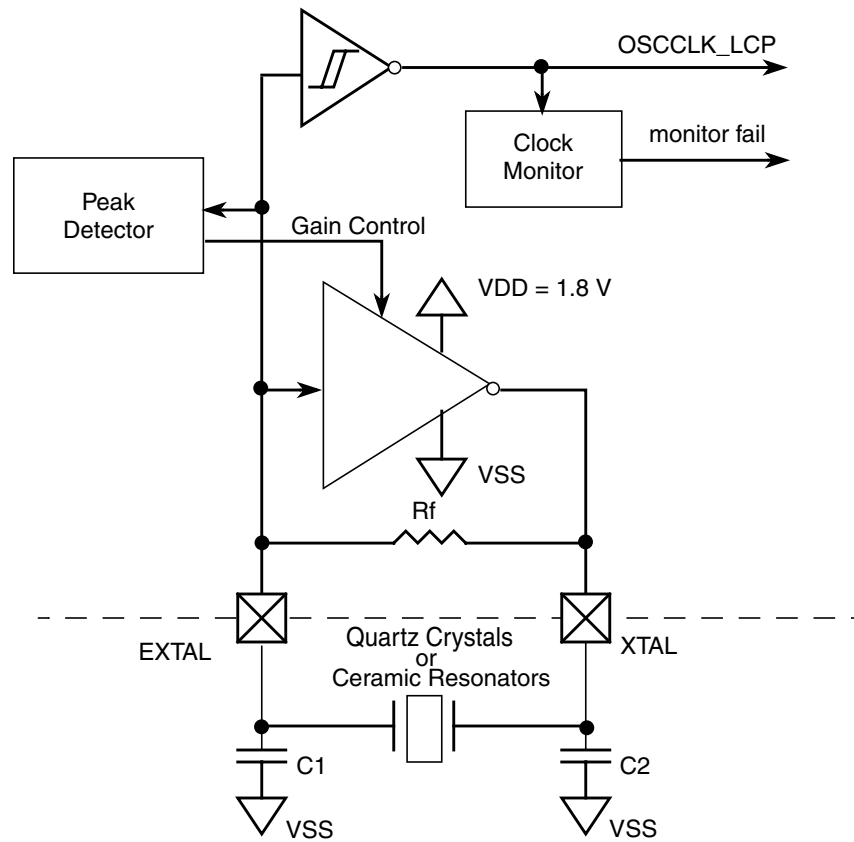 OSCCLK_LCP
Clock
Monitor
monitor fail
Peak
Detector
Gain Control
VDD = 1.8 V
VSS
Rf
EXTAL
Quartz Crystals
or
Ceramic Resonators
XTAL
C1
C2
VSS
VSS